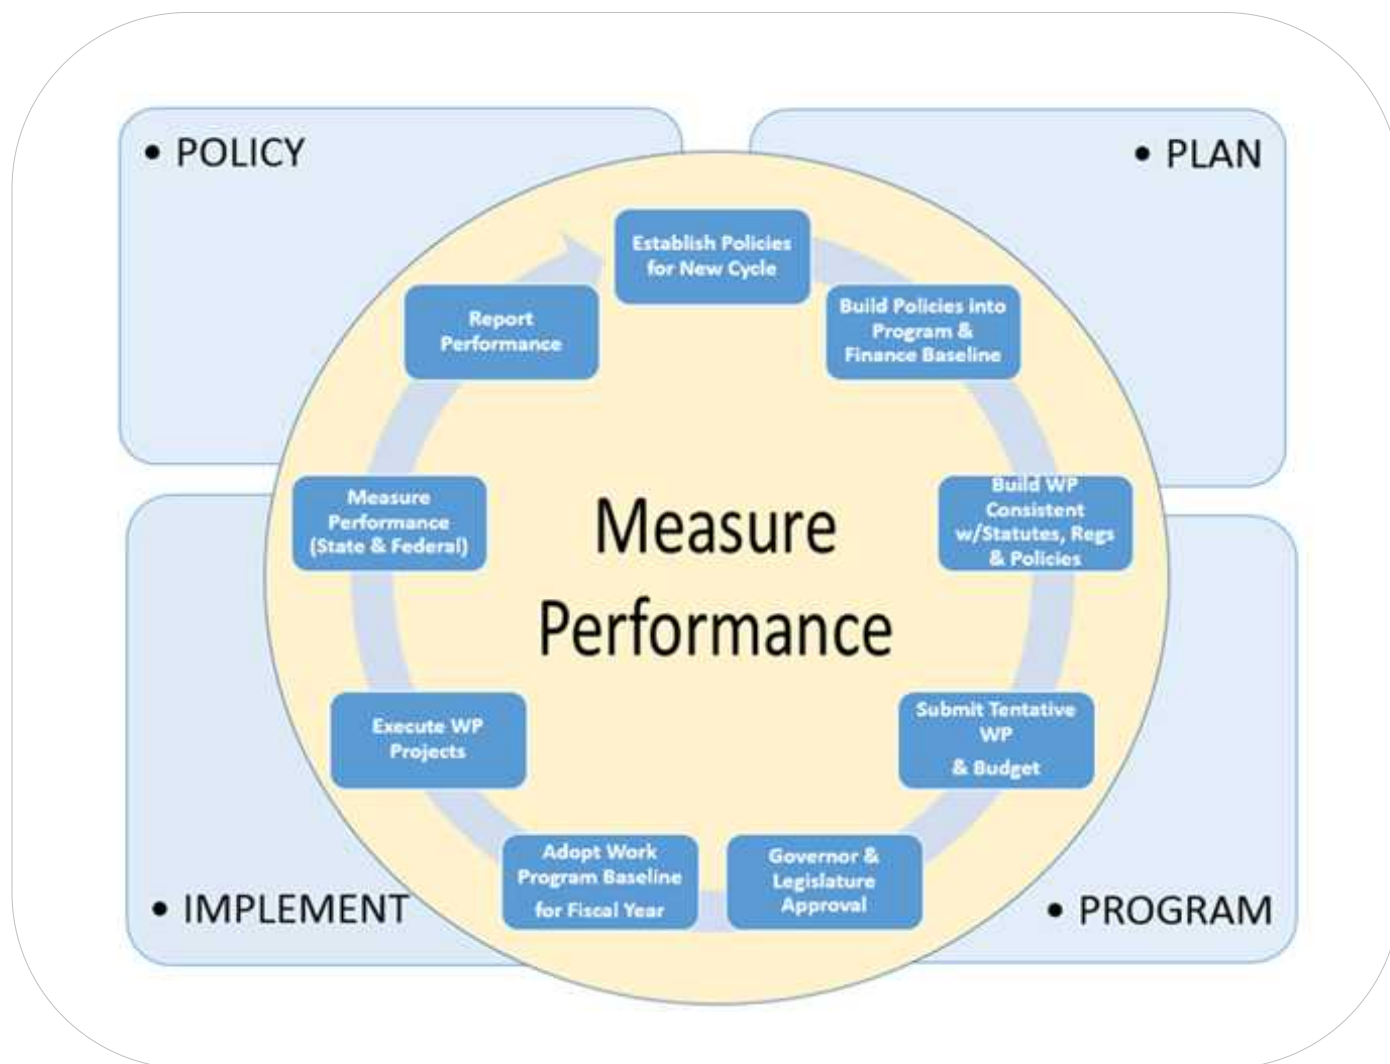 • POLICY
• PLAN
Establish Policies
for New Cycle
Build Policies into
Program &
Finance Baseline
Build WP
Consistent
w/Statutes, Regs
& Policies
Submit Tentative
WP
& Budget
Governor &
Legislature
Approval
Adopt Work
Program Baseline
for Fiscal Year
Execute WP
Projects
Measure
Performance
(State & Federal)
Report
Performance
Measure
Performance
• IMPLEMENT
• PROGRAM